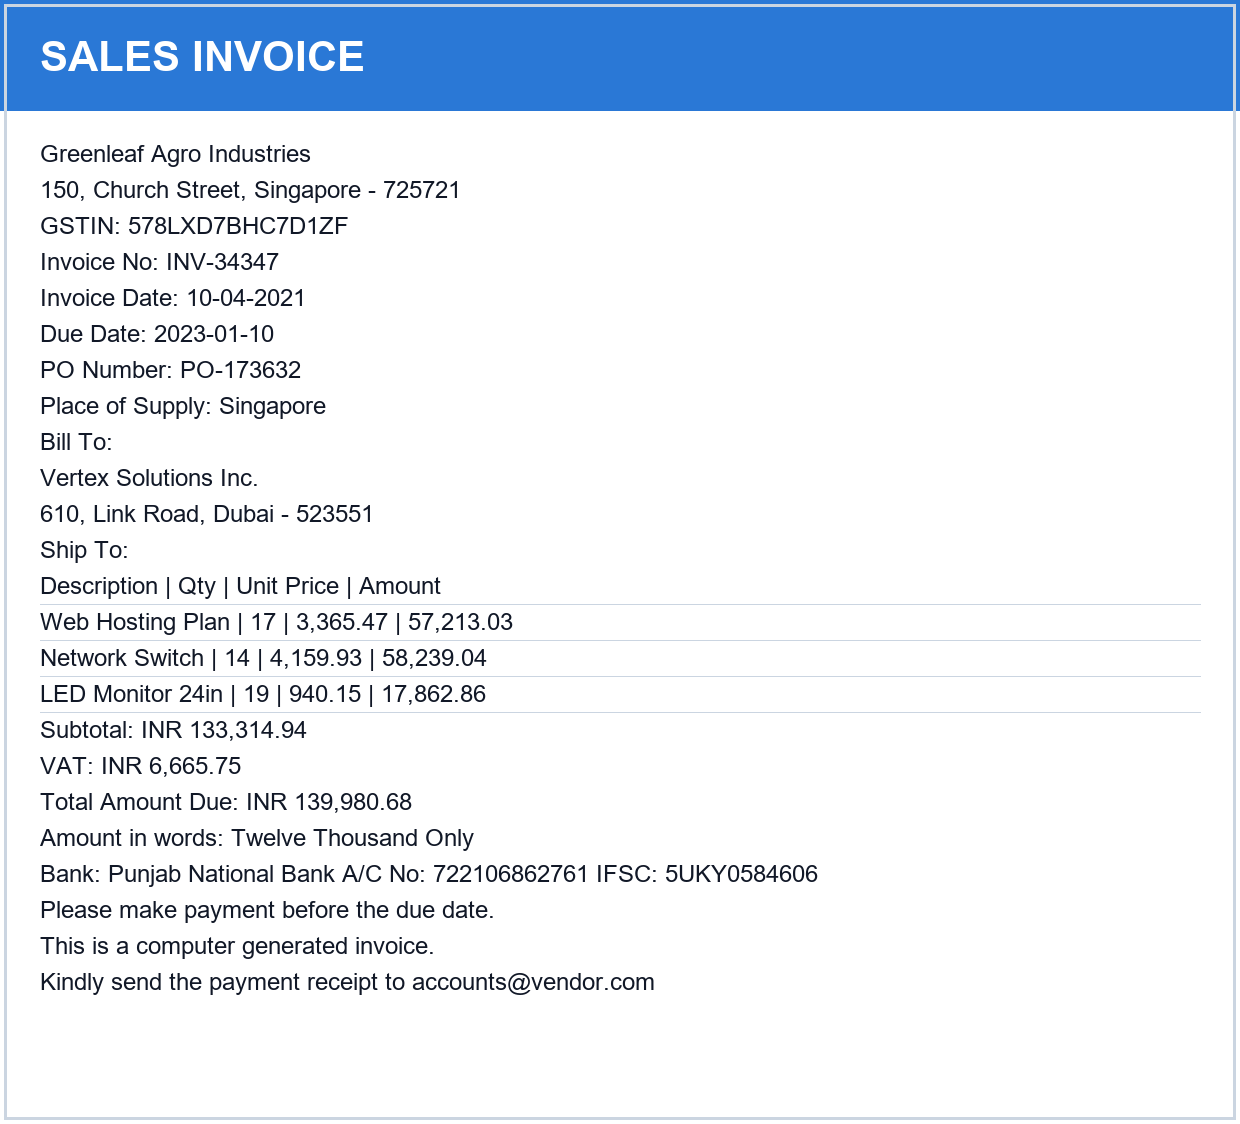 SALES INVOICE
Greenleaf Agro Industries
150, Church Street, Singapore - 725721
GSTIN: 578LXD7BHC7D1ZF
Invoice No: INV-34347
Invoice Date: 10-04-2021
Due Date: 2023-01-10
PO Number: PO-173632
Place of Supply: Singapore
Bill To:
Vertex Solutions Inc.
610, Link Road, Dubai - 523551
Ship To:
Description | Qty | Unit Price | Amount
Web Hosting Plan | 17 | 3,365.47 | 57,213.03
Network Switch | 14 | 4,159.93 | 58,239.04
LED Monitor 24in | 19 | 940.15 | 17,862.86
Subtotal: INR 133,314.94
VAT: INR 6,665.75
Total Amount Due: INR 139,980.68
Amount in words: Twelve Thousand Only
Bank: Punjab National Bank A/C No: 722106862761 IFSC: 5UKY0584606
Please make payment before the due date.
This is a computer generated invoice.
Kindly send the payment receipt to accounts@vendor.com